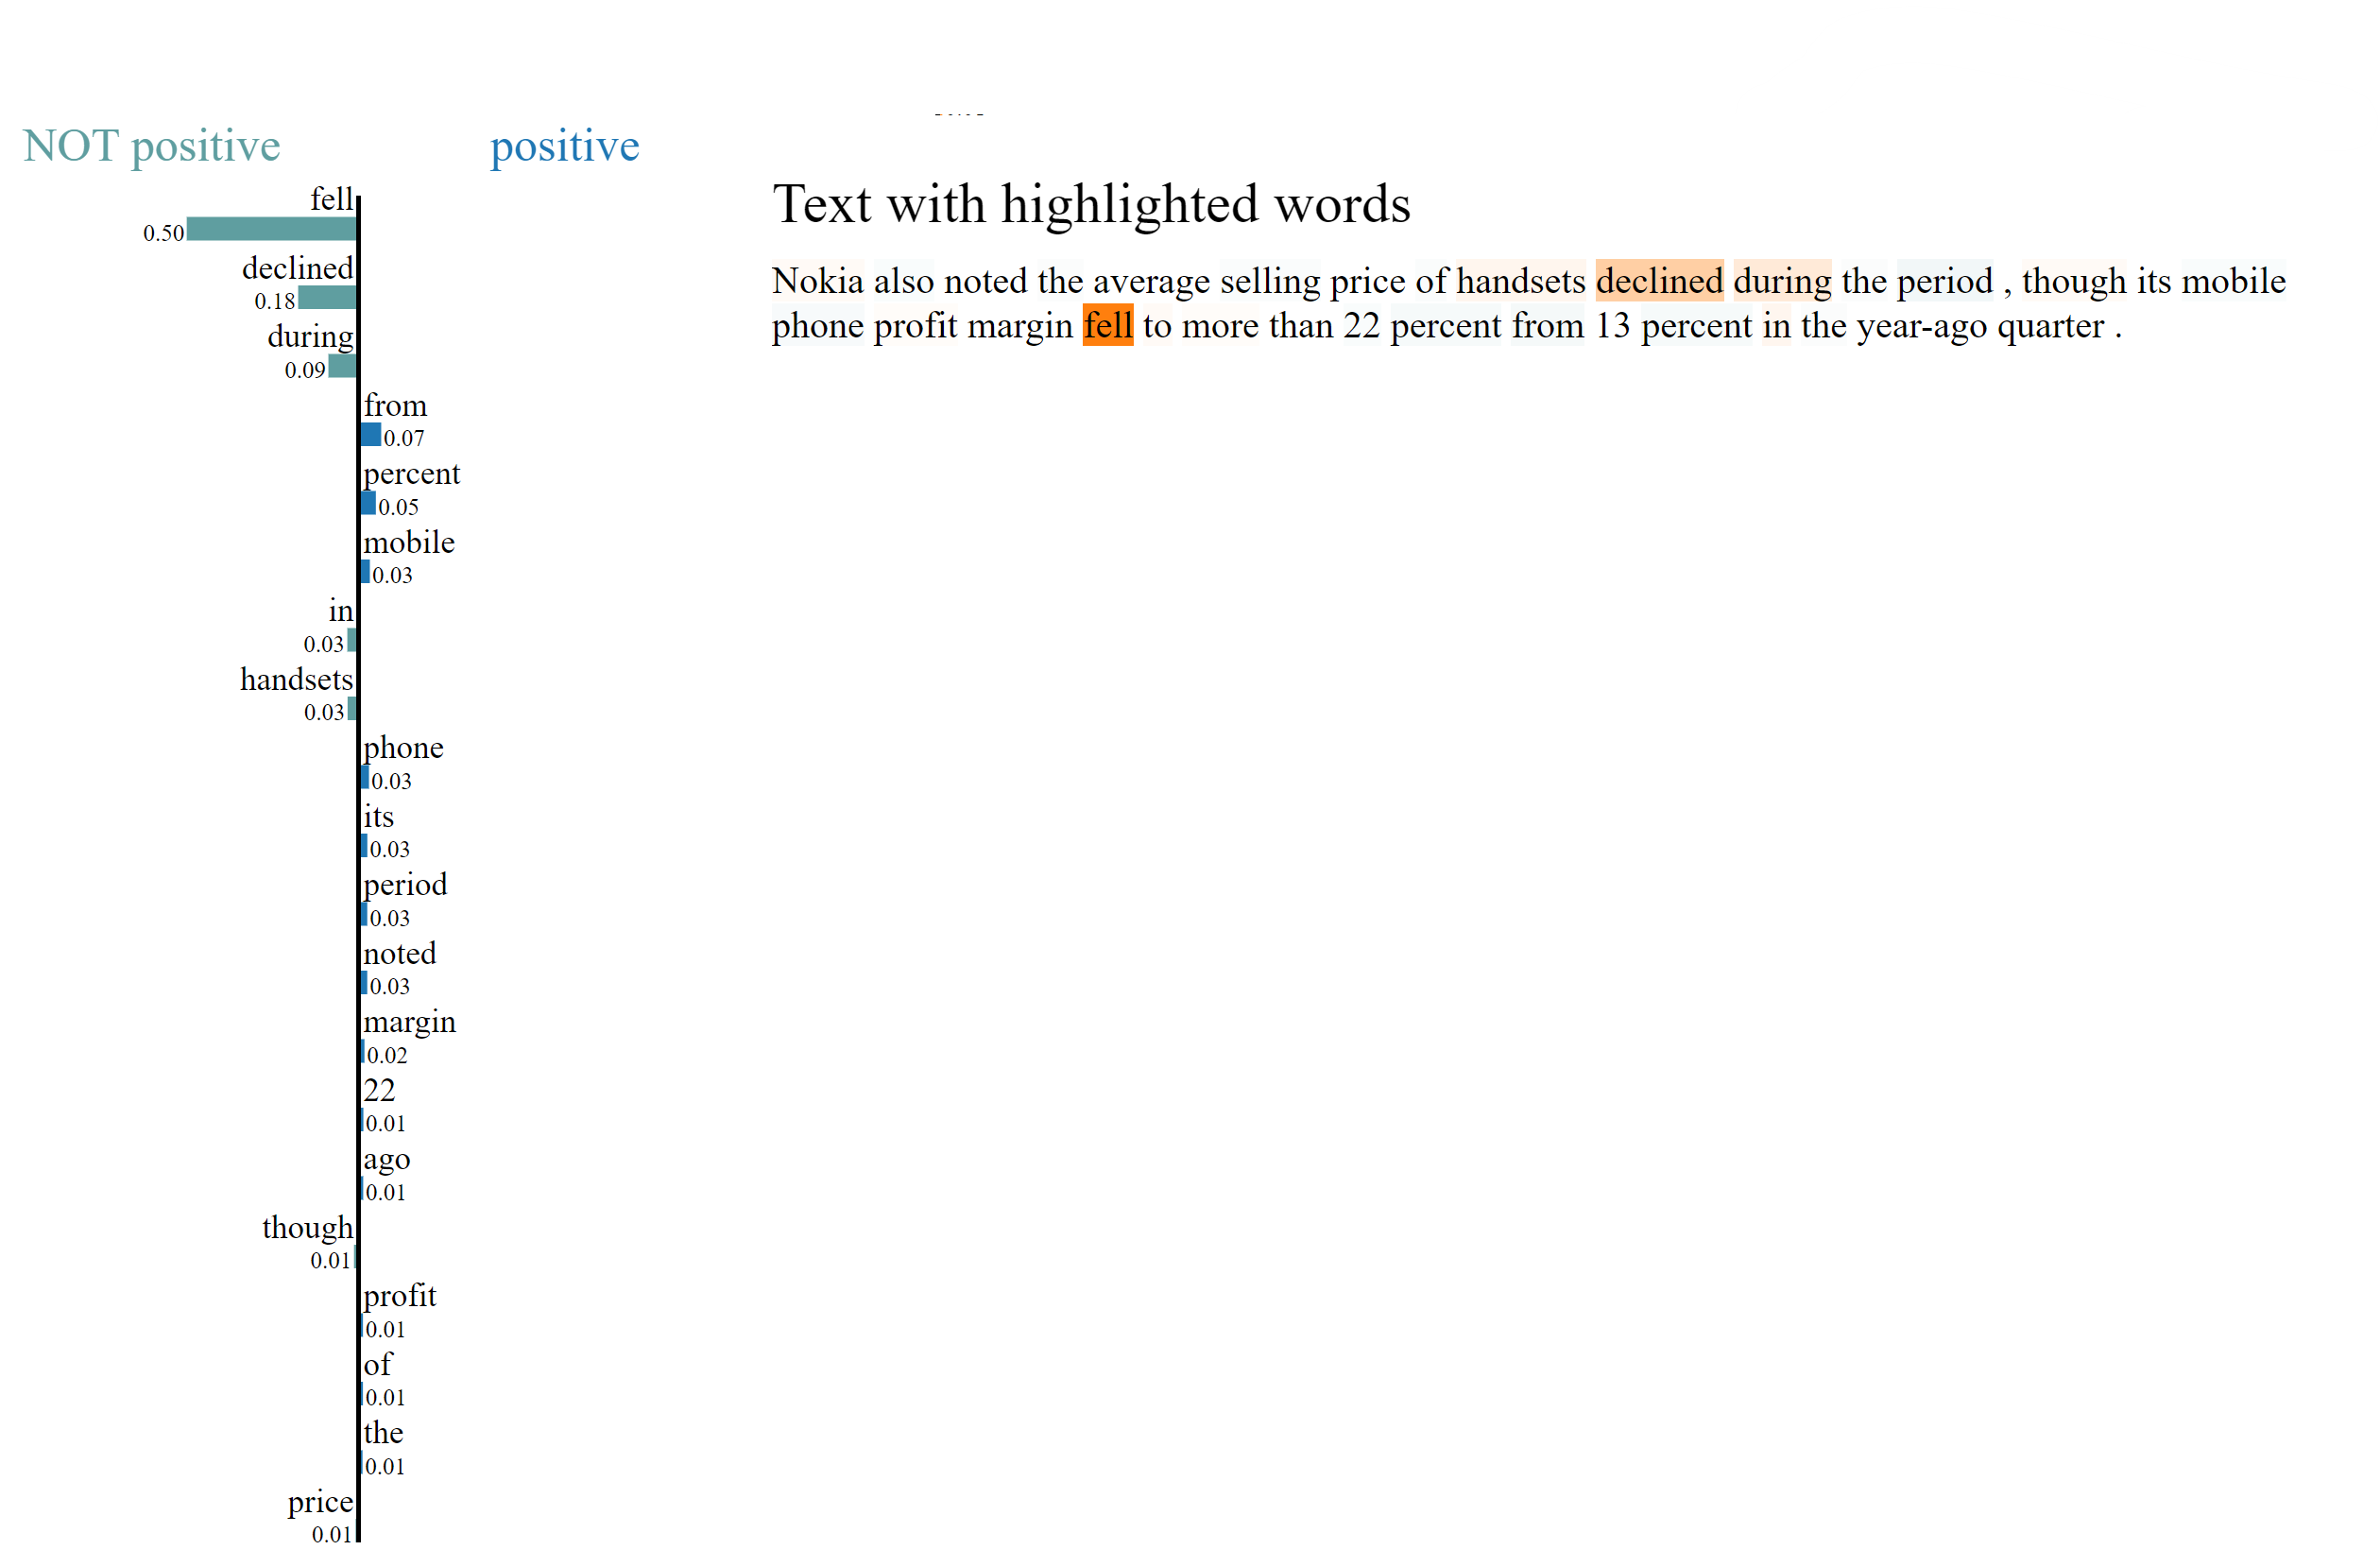 NOT positive
positive
fell
0.50
declined
0.18
during
0.09
from
0.07
percent
0.05
mobile
0.03
in
0.03
handsets
0.03
phone
0.03
its
0.03
period
0.03
noted
0.03
margin
0.02
22
0.01
ago
0.01
though
0.01
profit
0.01
of
0.01
the
0.01
price
0.01
Text with highlighted words
Nokia also noted the average selling price of handsets declined during the period , though its mobile
phone profit margin fell to more than 22 percent from 13 percent in the year-ago quarter .